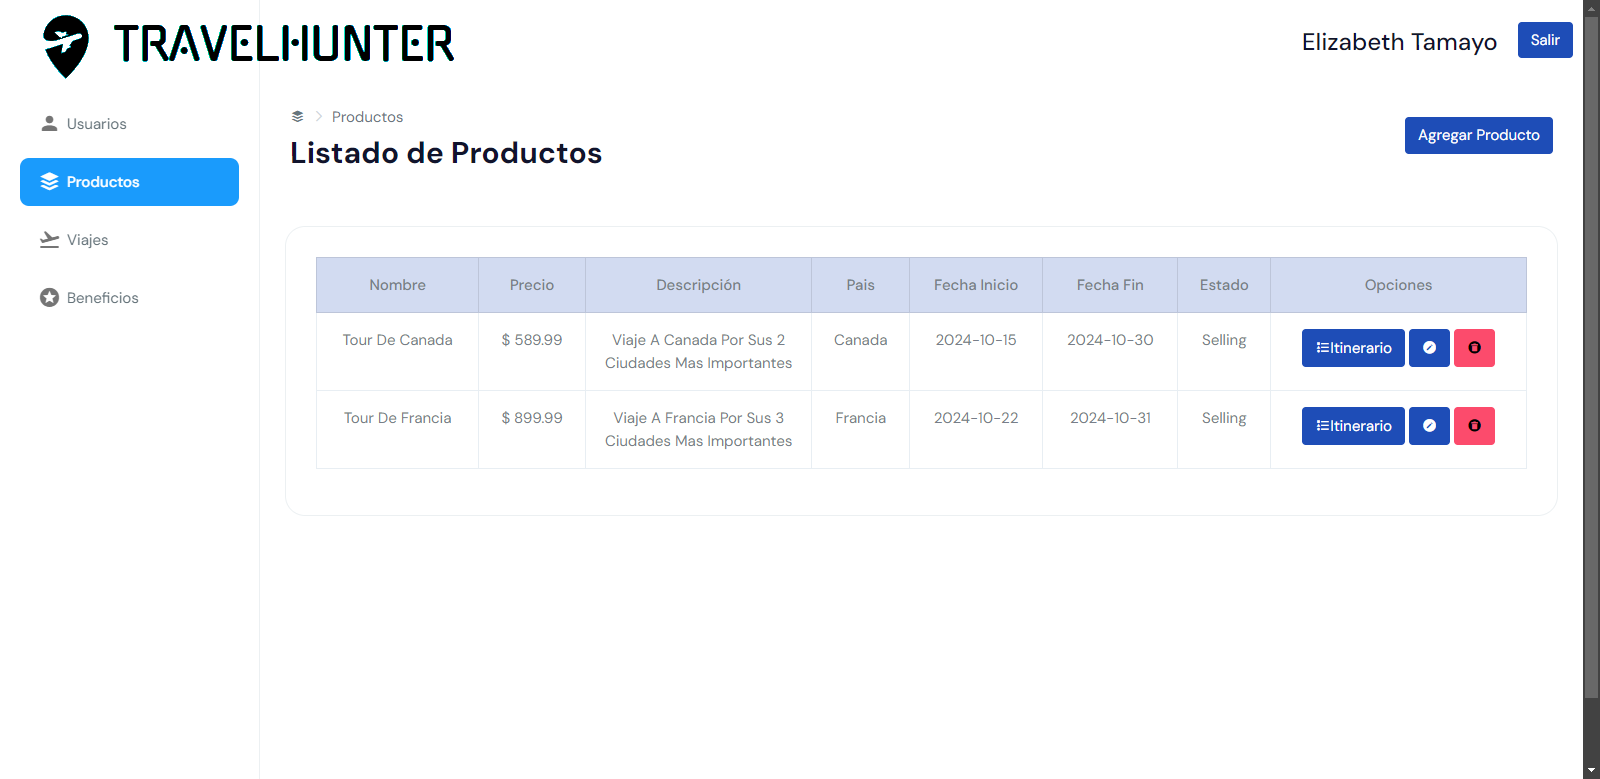 TRAVELHUNTER
Elizabeth Tamayo
Salir
Usuarios
Productos
Viajes
Beneficios
Productos
Listado de Productos
Agregar Producto
Nombre Precio Descripción Pais Fecha Inicio Fecha Fin Estado Opciones
Tour De Canada $ 589.99 Viaje A Canada Por Sus 2 Canada 2024-10-15 2024-10-30 Selling Itinerario
Ciudades Mas Importantes
Tour De Francia $ 899.99 Viaje A Francia Por Sus 3 Francia 2024-10-22 2024-10-31 Selling Itinerario
Ciudades Mas Importantes